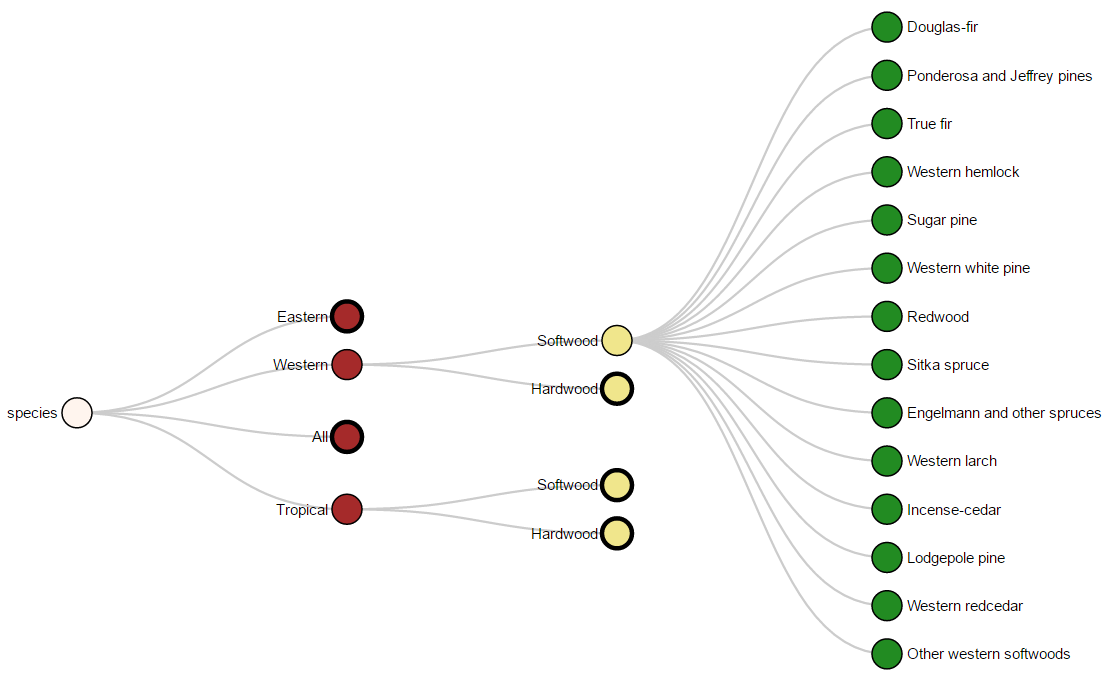 species
Eastern
Western
All
Tropical
Softwood
Hardwood
Softwood
Hardwood
Douglas-fir
Ponderosa and Jeffrey pines
True fir
Western hemlock
Sugar pine
Western white pine
Redwood
Sitka spruce
Engelmann and other spruces
Western larch
Incense-cedar
Lodgepole pine
Western redcedar
Other western softwoods